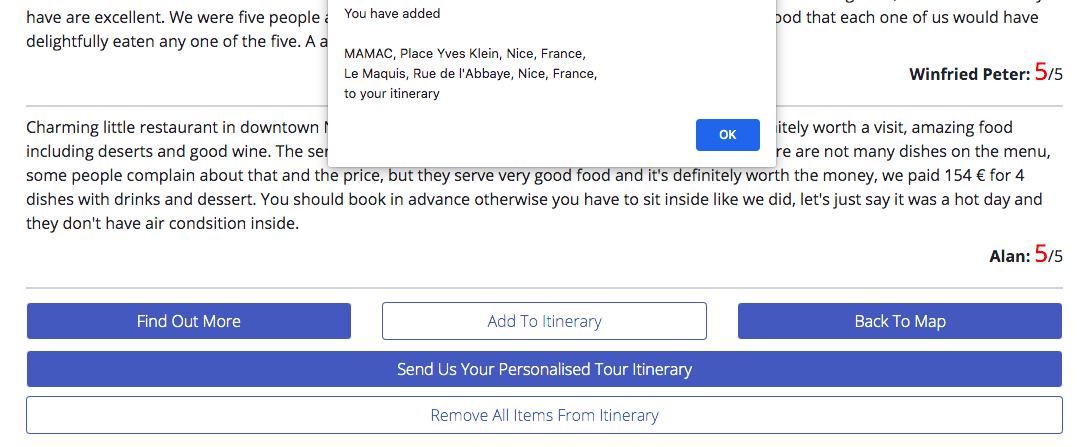 have are excellent. We were five people
ood that each one of us would have
delightfully eaten any one of the five. A a
Winfried Peter: 5/5
You have added
MAMAC, Place Yves Klein, Nice, France,
Le Maquis, Rue de l'Abbaye, Nice, France,
to your itinerary
OK
Charming little restaurant in downtown
itely worth a visit, amazing food
including deserts and good wine. The ser
re are not many dishes on the menu,
some people complain about that and the price, but they serve very good food and it's definitely worth the money, we paid 154 € for 4
dishes with drinks and dessert. You should book in advance otherwise you have to sit inside like we did, let's just say it was a hot day and
they don't have air condsition inside.
Alan: 5/5
Find Out More
Add To Itinerary
Back To Map
Send Us Your Personalised Tour Itinerary
Remove All Items From Itinerary